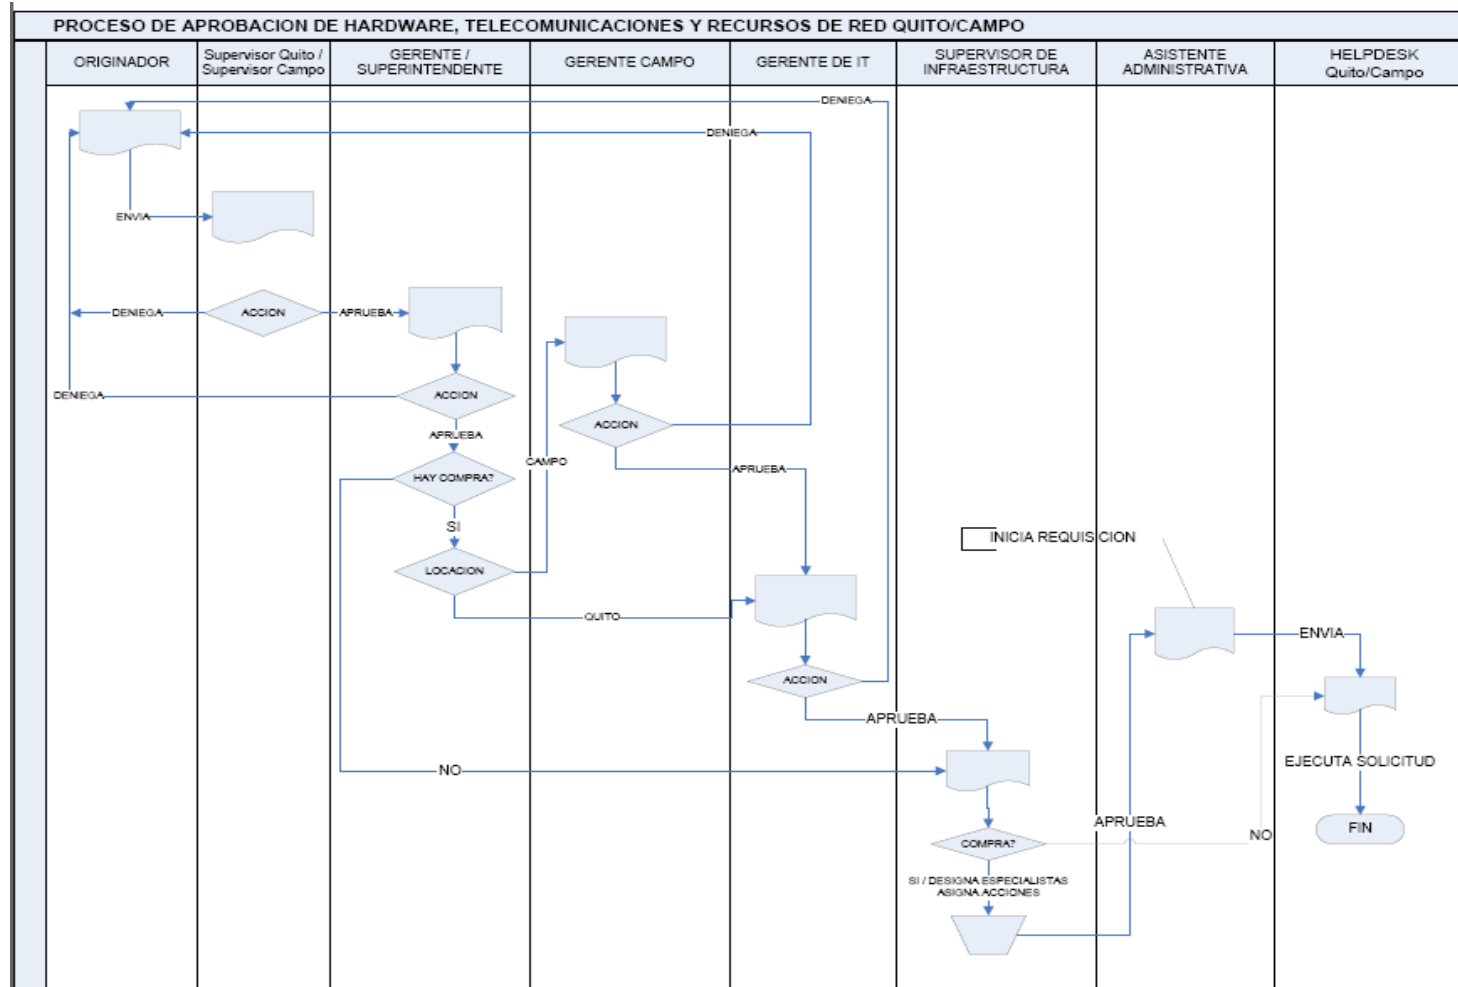 PROCESO DE APROBACION DE HARDWARE, TELECOMUNICACIONES Y RECURSOS DE RED QUITO/CAMPO
ORIGINADOR
Supervisor Quito /
Supervisor Campo
GERENTE /
SUPERINTENDENTE
GERENTE CAMPO
GERENTE DE IT
SUPERVISOR DE
INFRAESTRUCTURA
ASISTENTE
ADMINISTRATIVA
HELPDESK
Quito/Campo
DENIEGA
DENIEGA
ENVIA
DENIEGA
ACCION
APRUEBA
DENIEGA
ACCION
ACCION
APRUEBA
CAMPO
APRUEBA
HAY COMPRA?
SI
INICIA REQUISICION
LOCACION
QUITO
ENVIA
ACCION
APRUEBA
EJECUTA SOLICITUD
NO
APRUEBA
NO
FIN
COMPRA?
SI / DESIGNA ESPECIALISTAS
ASIGNA ACCIONES